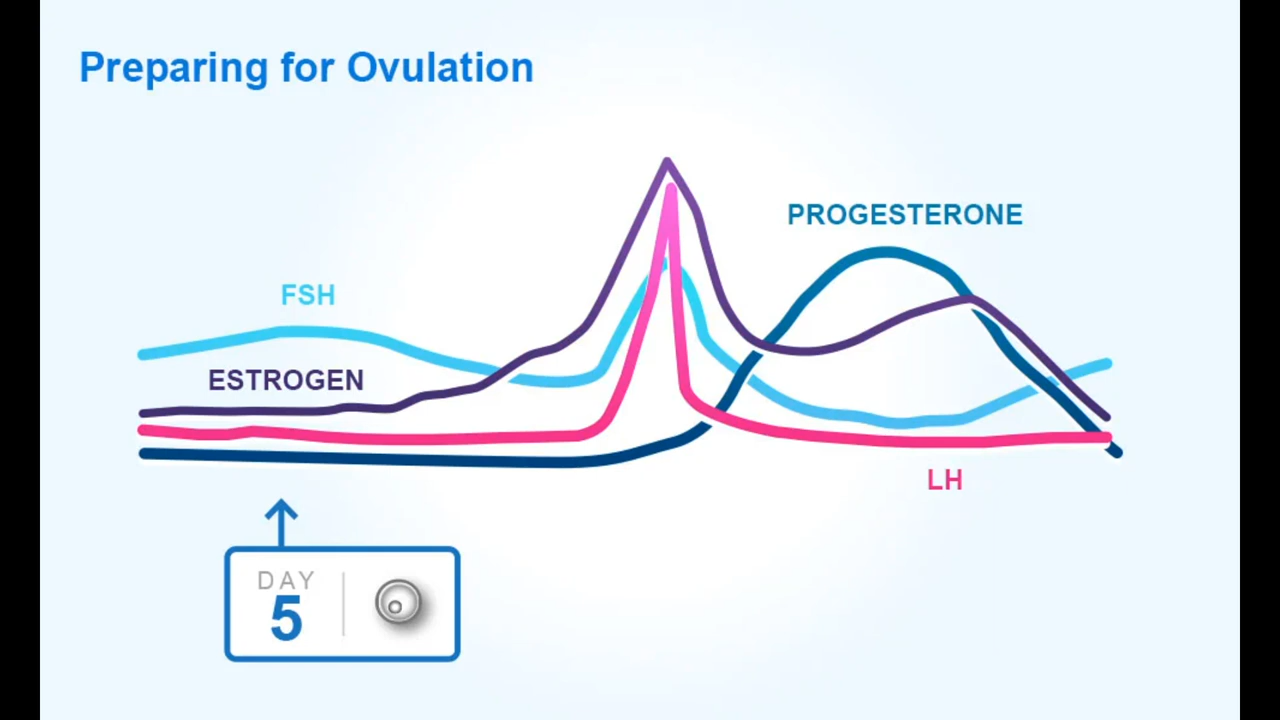 Preparing for Ovulation
PROGESTERONE
FSH
ESTROGEN
LH
DAY
5